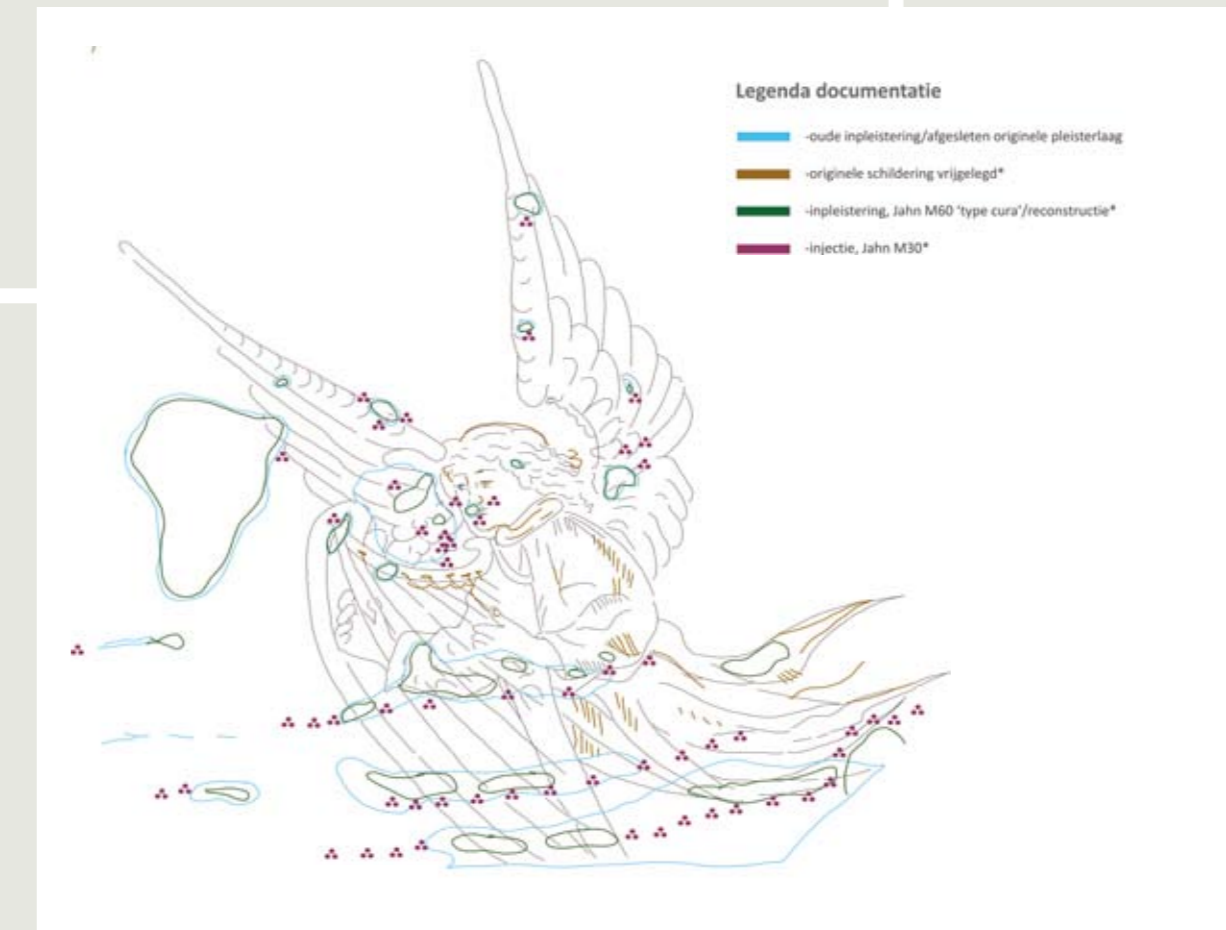 Legenda documentatie
-oude inpleistering/afgesleten originele pleisterlaag
-originele schildering vrijgelegd*
-inpleistering, Jahn M60 ‘type cura’/reconstructie*
-injectie, Jahn M30*